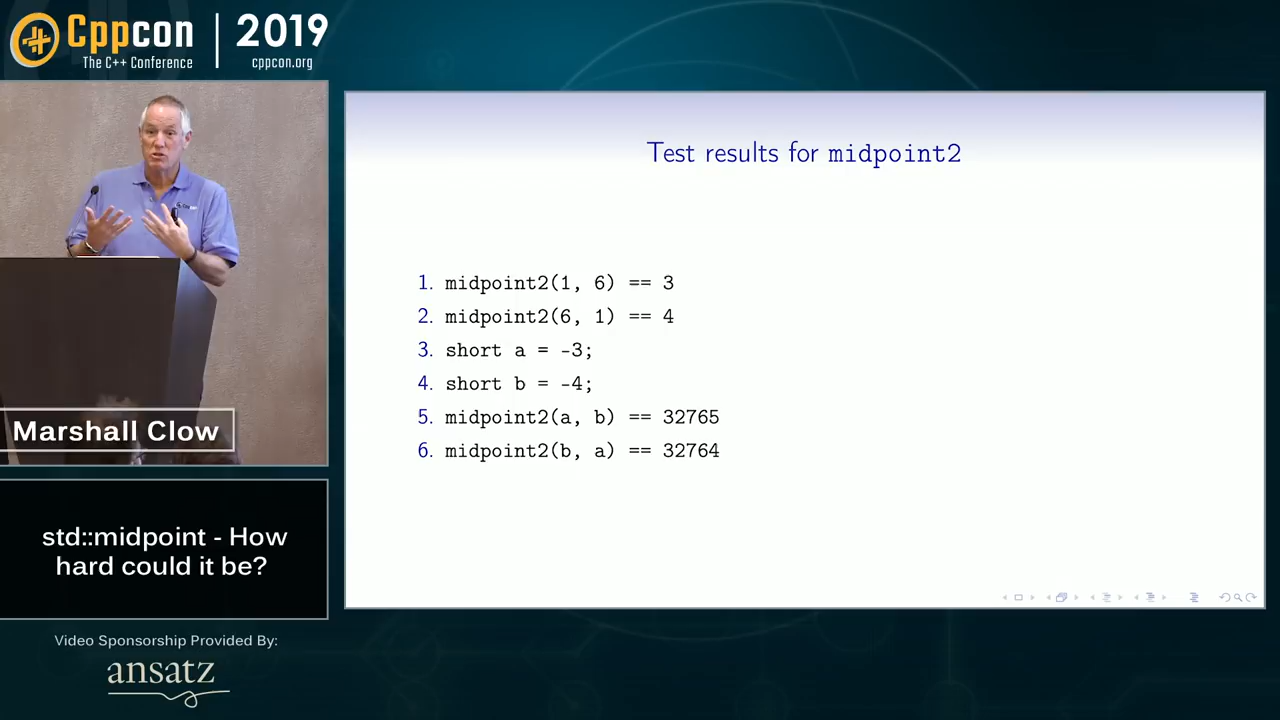 Cppcon
The C++ Conference
2019
cppcon.org
Test results for midpoint2
1. midpoint2(1, 6) == 3
2. midpoint2(6, 1) == 4
3. short a = -3;
4. short b = -4;
5. midpoint2(a, b) == 32765
6. midpoint2(b, a) == 32764
Marshall Clow
std::midpoint - How
hard could it be?
Video Sponsorship Provided By:
ansatz